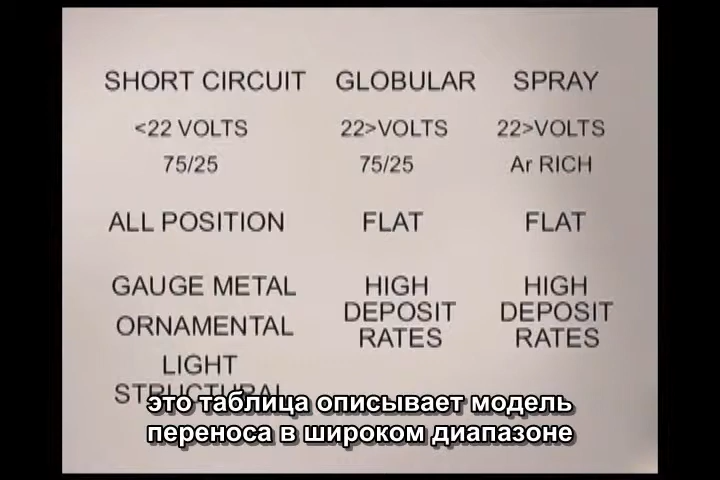 SHORT CIRCUIT GLOBULAR SPRAY
<22 VOLTS 22>VOLTS 22>VOLTS
75/25 75/25 Ar RICH
ALL POSITION FLAT FLAT
GAUGE METAL HIGH HIGH
ORNAMENTAL DEPOSIT DEPOSIT
LIGHT RATES RATES
STRUCTURAL
это таблица описывает модель
переноса в широком диапазоне